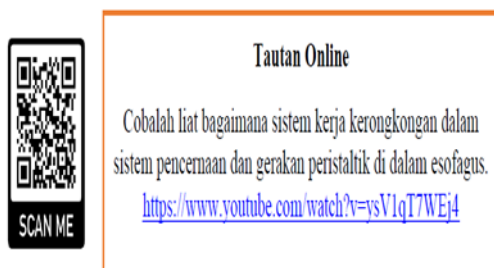 Tautan Online
Cobalah liat bagaimana sistem kerja kerongkongan dalam
sistem pencernaan dan gerakan peristaltik di dalam esofagus.
https://www.youtube.com/watch?v=ysV1qT7WEj4
SCAN ME